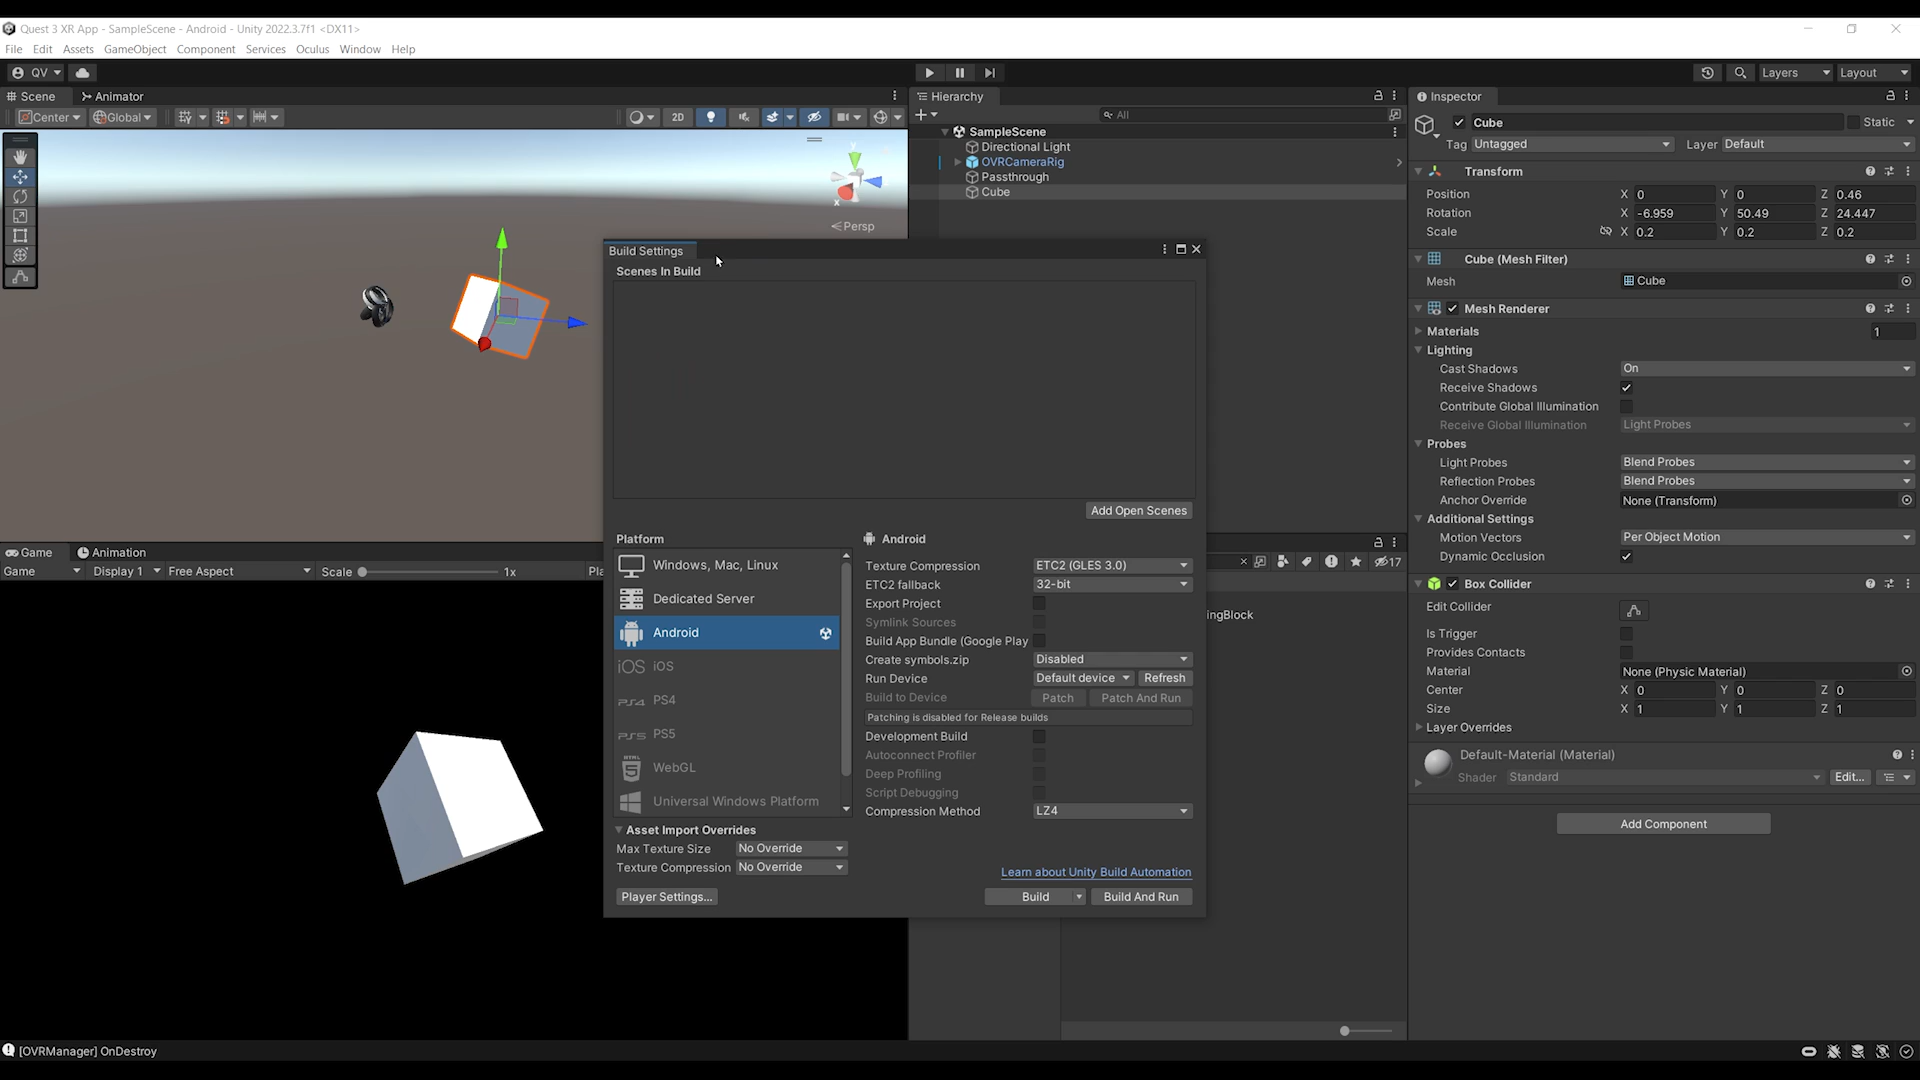 Quest 3 XR App - SampleScene - Android - Unity 2022.3.7f1 <DX11>
File Edit Assets GameObject Component Services Oculus Window Help
QV Layers Layout
Scene Animator
Center Global 2D
Persp
Hierarchy
All
SampleScene
Directional Light
OVRCameraRig
Passthrough
Cube
Build Settings
Scenes In Build
Add Open Scenes
Platform
Windows, Mac, Linux
Dedicated Server
Android
iOS iOS
PS4 PS4
PS5 PS5
HTML WebGL
Universal Windows Platform
Android
Texture Compression ETC2 (GLES 3.0)
ETC2 fallback 32-bit
Export Project
Symlink Sources
Build App Bundle (Google Play
Create symbols.zip Disabled
Run Device Default device Refresh
Build to Device Patch Patch And Run
Patching is disabled for Release builds
Development Build
Autoconnect Profiler
Deep Profiling
Script Debugging
Compression Method LZ4
Asset Import Overrides
Max Texture Size No Override
Texture Compression No Override
Learn about Unity Build Automation
Player Settings... Build Build And Run
Game Animation
Game Display 1 Free Aspect Scale 1x Pla
17
ingBlock
Inspector
Cube Static
Tag Untagged Layer Default
Transform
Position X 0 Y 0 Z 0.46
Rotation X -6.959 Y 50.49 Z 24.447
Scale X 0.2 Y 0.2 Z 0.2
Cube (Mesh Filter)
Mesh Cube
Mesh Renderer
Materials 1
Lighting
Cast Shadows On
Receive Shadows
Contribute Global Illumination
Receive Global Illumination Light Probes
Probes
Light Probes Blend Probes
Reflection Probes Blend Probes
Anchor Override None (Transform)
Additional Settings
Motion Vectors Per Object Motion
Dynamic Occlusion
Box Collider
Edit Collider
Is Trigger
Provides Contacts
Material None (Physic Material)
Center X 0 Y 0 Z 0
Size X 1 Y 1 Z 1
Layer Overrides
Default-Material (Material)
Shader Standard Edit...
Add Component
[OVRManager] OnDestroy